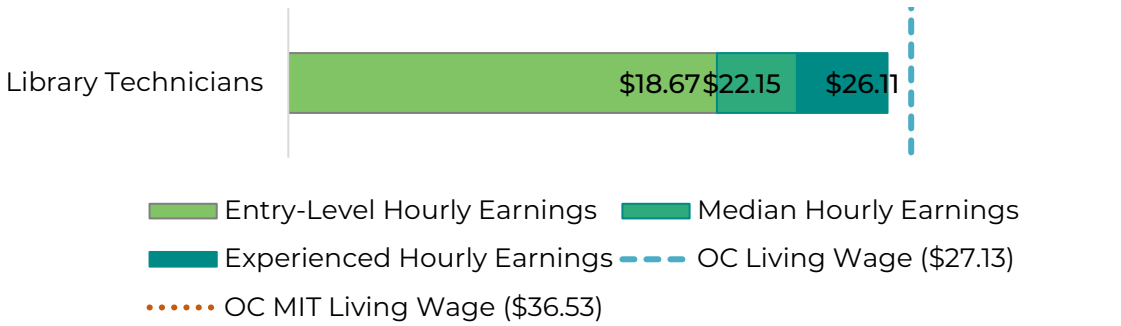 Library Technicians $18.67 $22.15 $26.11
Entry-Level Hourly Earnings Median Hourly Earnings
Experienced Hourly Earnings OC Living Wage ($27.13)
OC MIT Living Wage ($36.53)